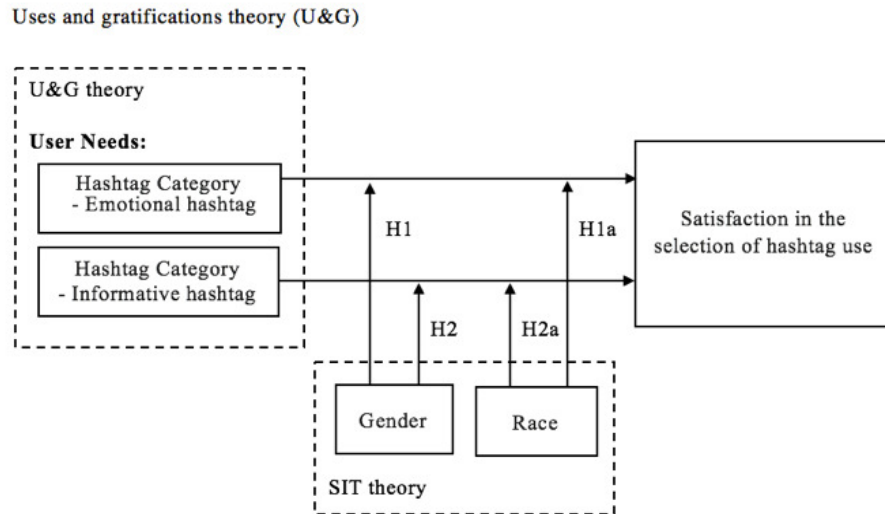 Uses and gratifications theory (U&G)
U&G theory
User Needs:
Hashtag Category
- Emotional hashtag
Hashtag Category
- Informative hashtag
H1
H1a
H2
H2a
Satisfaction in the
selection of hashtag use
Gender
Race
SIT theory